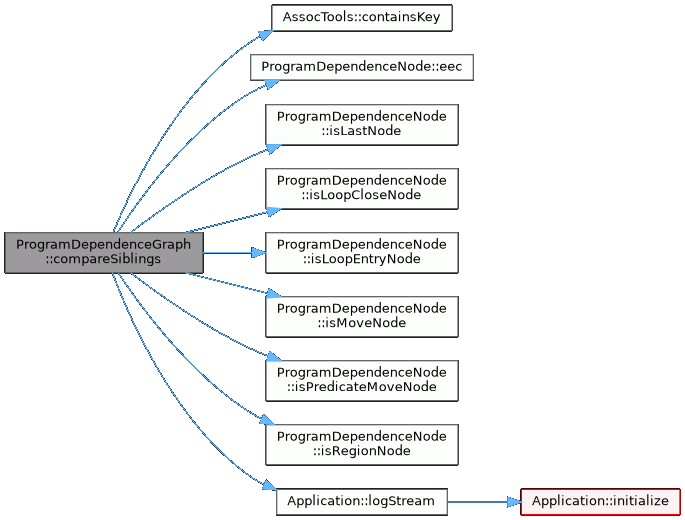 AssocTools::containsKey
ProgramDependenceNode::eec
ProgramDependenceNode
::isLastNode
ProgramDependenceNode
::isLoopCloseNode
ProgramDependenceGraph
::compareSiblings
ProgramDependenceNode
::isLoopEntryNode
ProgramDependenceNode
::isMoveNode
ProgramDependenceNode
::isPredicateMoveNode
ProgramDependenceNode
::isRegionNode
Application::logStream
Application::initialize